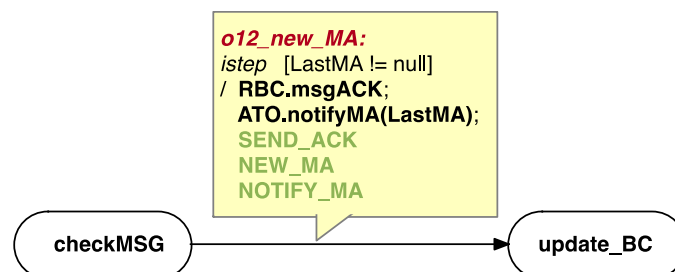 o12_new_MA:
istep [LastMA != null]
/ RBC.msgACK;
ATO.notifyMA(LastMA);
SEND_ACK
NEW_MA
NOTIFY_MA
checkMSG
update_BC